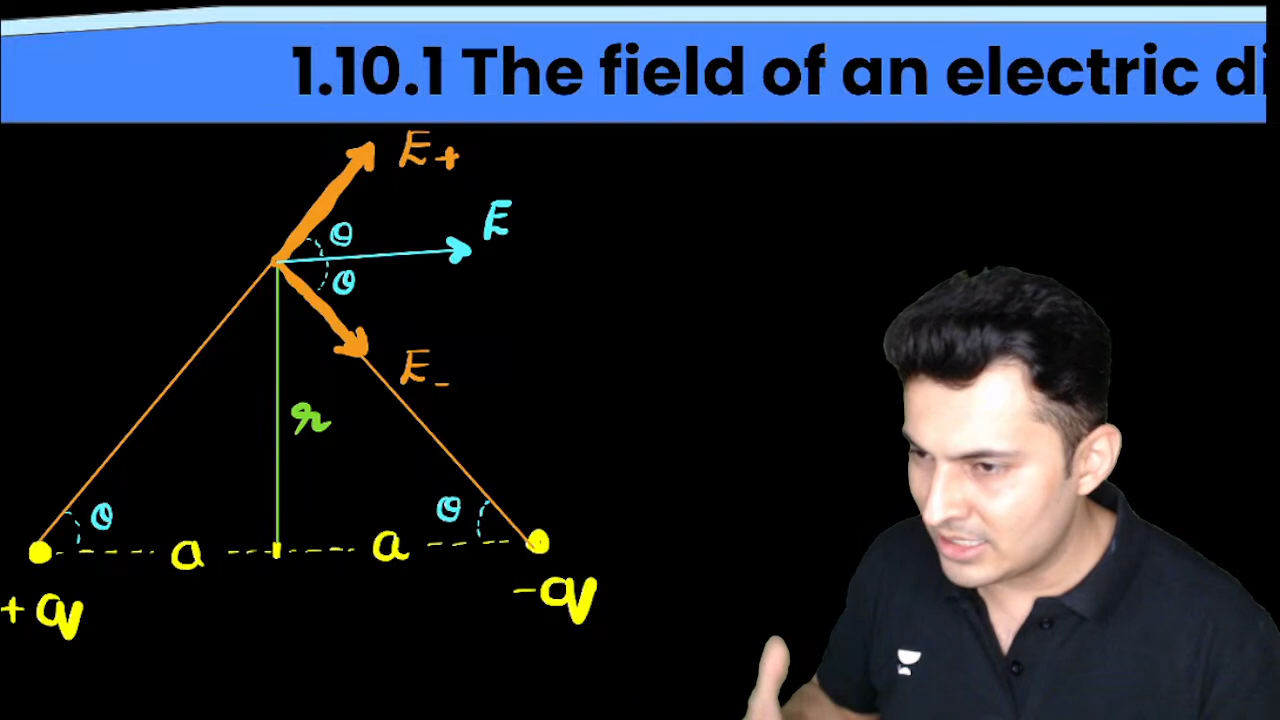 1.10.1 The field of an electric di
E+
θ
E
θ
E-
r
θ
θ
a
a
+q
-q